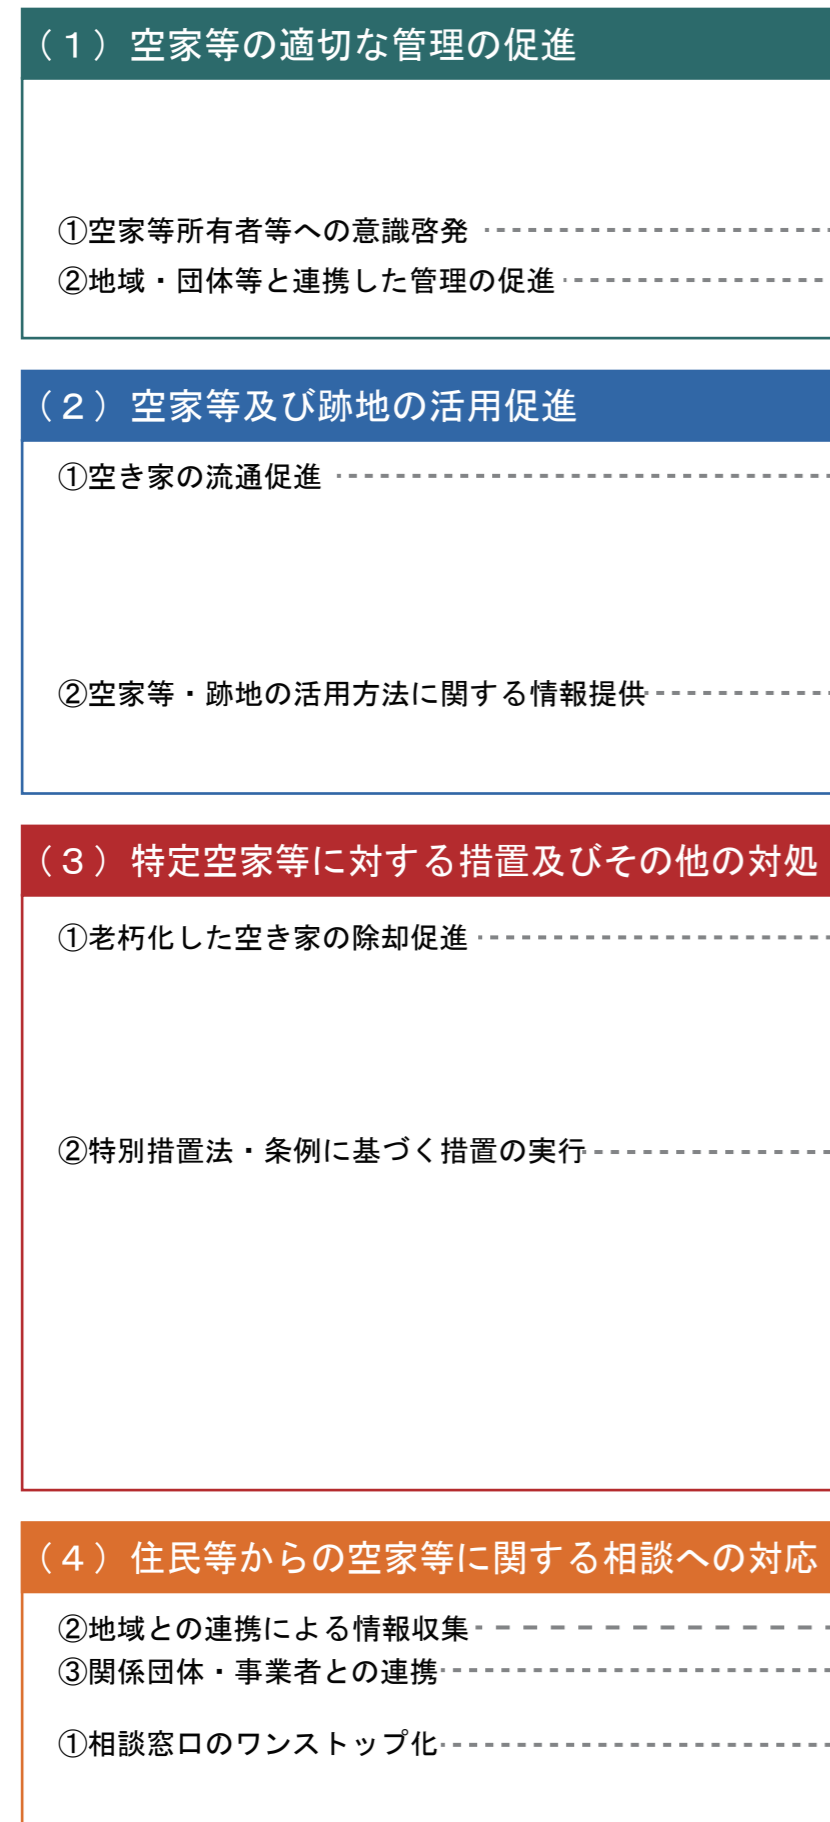 （１）空家等の適切な管理の促進
①空家等所有者等への意識啓発
②地域・団体等と連携した管理の促進
（２）空家等及び跡地の活用促進
①空き家の流通促進
②空家等・跡地の活用方法に関する情報提供
（３）特定空家等に対する措置及びその他の対処
①老朽化した空き家の除却促進
②特別措置法・条例に基づく措置の実行
（４）住民等からの空家等に関する相談への対応
②地域との連携による情報収集
③関係団体・事業者との連携
①相談窓口のワンストップ化